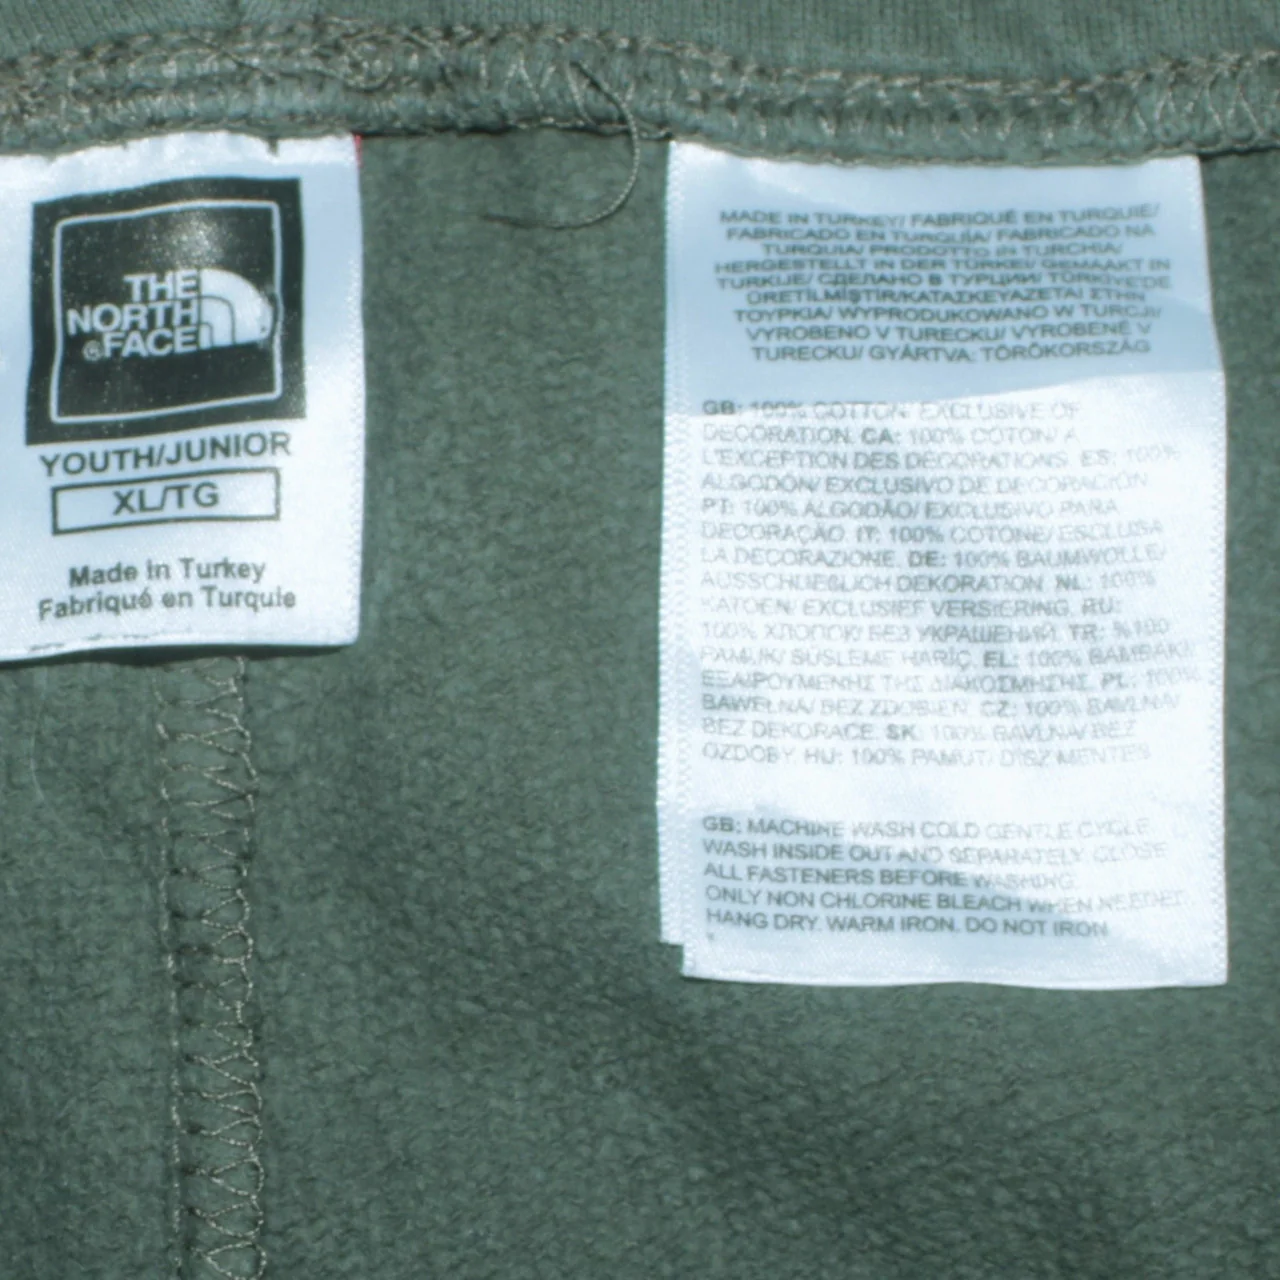 THE
NORTH
FACE
YOUTH/JUNIOR
XL/TG
Made in Turkey
Fabriqué en Turquie
MADE IN TURKEY/ FABRIQUÉ EN TURQUIE/
FABRICADO EN TURQUÍA/ FABRICADO NA
TURQUIA/ PRODOTTO IN TURCHIA/
HERGESTELLT IN DER TÜRKEI/ GEMAAKT IN
TURKIJE/ СДЕЛАНО В ТУРЦИИ/ TÜRKİYE'DE
ÜRETİLMİŞTİR/ΚΑΤΑΣΚΕΥΑΖΕΤΑΙ ΣΤΗΝ
ΤΟΥΡΚΙΑ/ WYPRODUKOWANO W TURCJI/
VYROBENO V TURECKU/ VYROBENÉ V
TURECKU/ GYÁRTVA: TÖRÖKORSZÁG
GB: 100% COTTON/ EXCLUSIVE OF
DECORATION. CA: 100% COTON/ A
L'EXCEPTION DES DECORATIONS. ES: 100%
ALGODÓN/ EXCLUSIVO DE DECORACIÓN
PT: 100% ALGODÃO/ EXCLUSIVO PARA
DECORAÇÃO. IT: 100% COTONE/ ESCLUSA
LA DECORAZIONE. DE: 100% BAUMWOLLE/
AUSSCHLIEßLICH DEKORATION. NL: 100%
KATOEN/ EXCLUSIEF VERSIERING. RU:
100% ХЛОПОК/ БЕЗ УКРАШЕНИЙ. TR: %100
PAMUK/ SÜSLEME HARİÇ. EL: 100% ΒΑΜΒΑΚΙ/
ΕΞΑΙΡΟΥΜΕΝΗΣ ΤΗΣ ΔΙΑΚΟΣΜΗΣΗΣ. PL: 100%
BAWEŁNA/ BEZ ZDOBIEŃ. CZ: 100% BAVLNA/
BEZ DEKORACE. SK: 100% BAVLNA/ BEZ
OZDOBY. HU: 100% PAMUT/ DÍSZ MENTES
GB: MACHINE WASH COLD GENTLE CYCLE
WASH INSIDE OUT AND SEPARATELY. CLOSE
ALL FASTENERS BEFORE WASHING.
ONLY NON CHLORINE BLEACH WHEN NEEDED.
HANG DRY. WARM IRON. DO NOT IRON